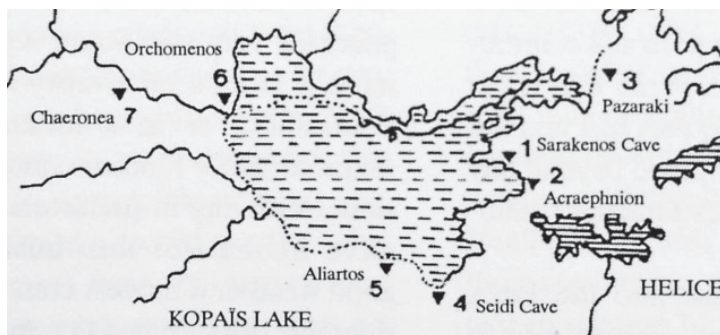 Orchomenos
6
3
Chaeronea 7
Pazaraki
1 Sarakenos Cave
2
Acraephnion
Aliartos
5
4 Seidi Cave
HELICE
KOPAÏS LAKE